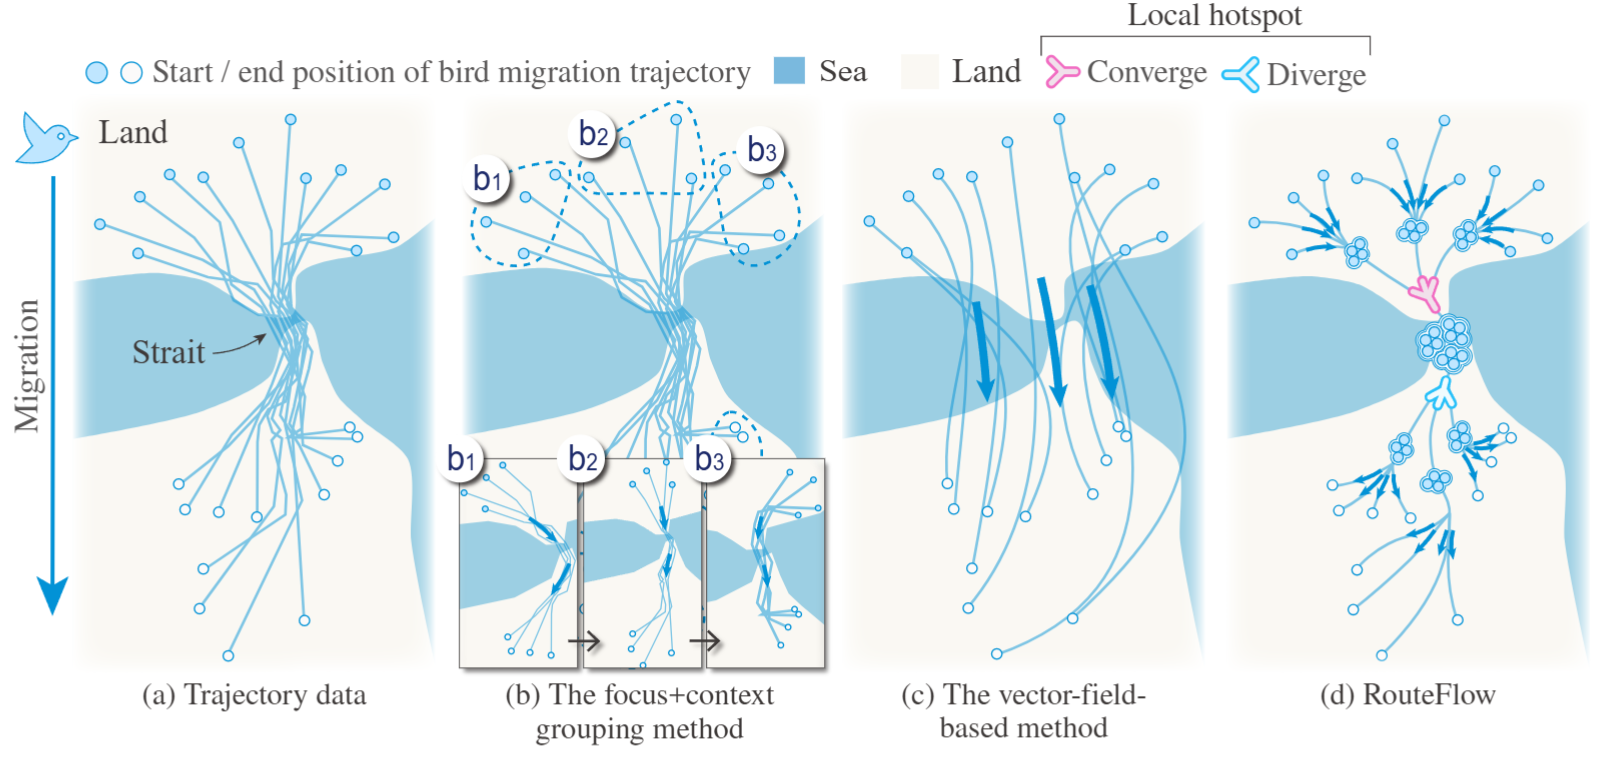 Local hotspot
Start / end position of bird migration trajectory
Sea
Land
Converge
Diverge
Land
Migration
Strait
b1
b2
b3
b1
b2
b3
(a) Trajectory data
(b) The focus+context
grouping method
(c) The vector-field-
based method
(d) RouteFlow